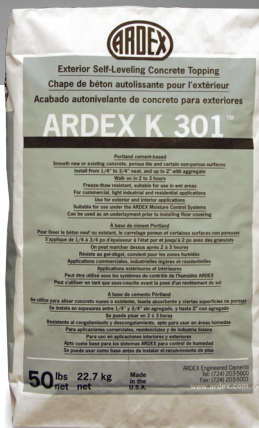 ARDEX
Exterior Self-Leveling Concrete Topping
Chape de béton autolissante pour l'extérieur
Acabado autonivelante de concreto para exteriores
ARDEX K 301™
Portland cement-based
Smooth new or existing concrete, porous tile and certain non-porous surfaces
Install from 1/4" to 3/4" neat, and up to 2" with aggregate
Walk on in 2 to 3 hours
Freeze-thaw resistant, suitable for use in wet areas
For commercial, light industrial and residential applications
Use for exterior and interior applications
Suitable for use under the ARDEX Moisture Control Systems
Can be used as an underlayment prior to installing floor covering
À base de ciment Portland
Pour lisser le béton neuf ou existant, le carrelage poreux et certaines surfaces non poreuses
S'applique de 1/4 à 3/4 po d'épaisseur à l'état pur et jusqu'à 2 po avec des granulats
On peut marcher dessus après 2 à 3 heures
Résiste au gel-dégel, convient pour les zones humides
Applications commerciales, industrielles légères et résidentielles
Applications extérieures et intérieures
Peut être utilisé sous les systèmes de contrôle de l'humidité ARDEX
Peut s'utiliser en tant que sous-couche avant la pose d'un revêtement de sol
A base de cemento Pórtland
Se utiliza para alisar concreto nuevo o existente, loseta absorbente y ciertas superficies no porosas
Se instala en espesores entre 1/4" y 3/4" sin agregado, y hasta 2" con agregado
Se puede pisar en 2 a 3 horas
Resistente al congelamiento y descongelamiento, apto para usar en áreas húmedas
Para aplicaciones comerciales, residenciales y de industria liviana
Para uso en aplicaciones interiores y exteriores
Apto como base para los sistemas ARDEX para control de humedad
Se puede usar como base antes de instalar el recubrimiento de piso
50 lbs net 22.7 kg net
Made in the U.S.A.
ARDEX Engineered Cements
Tel: (724) 203-5000
Fax: (724) 203-5001
www.ardex.com